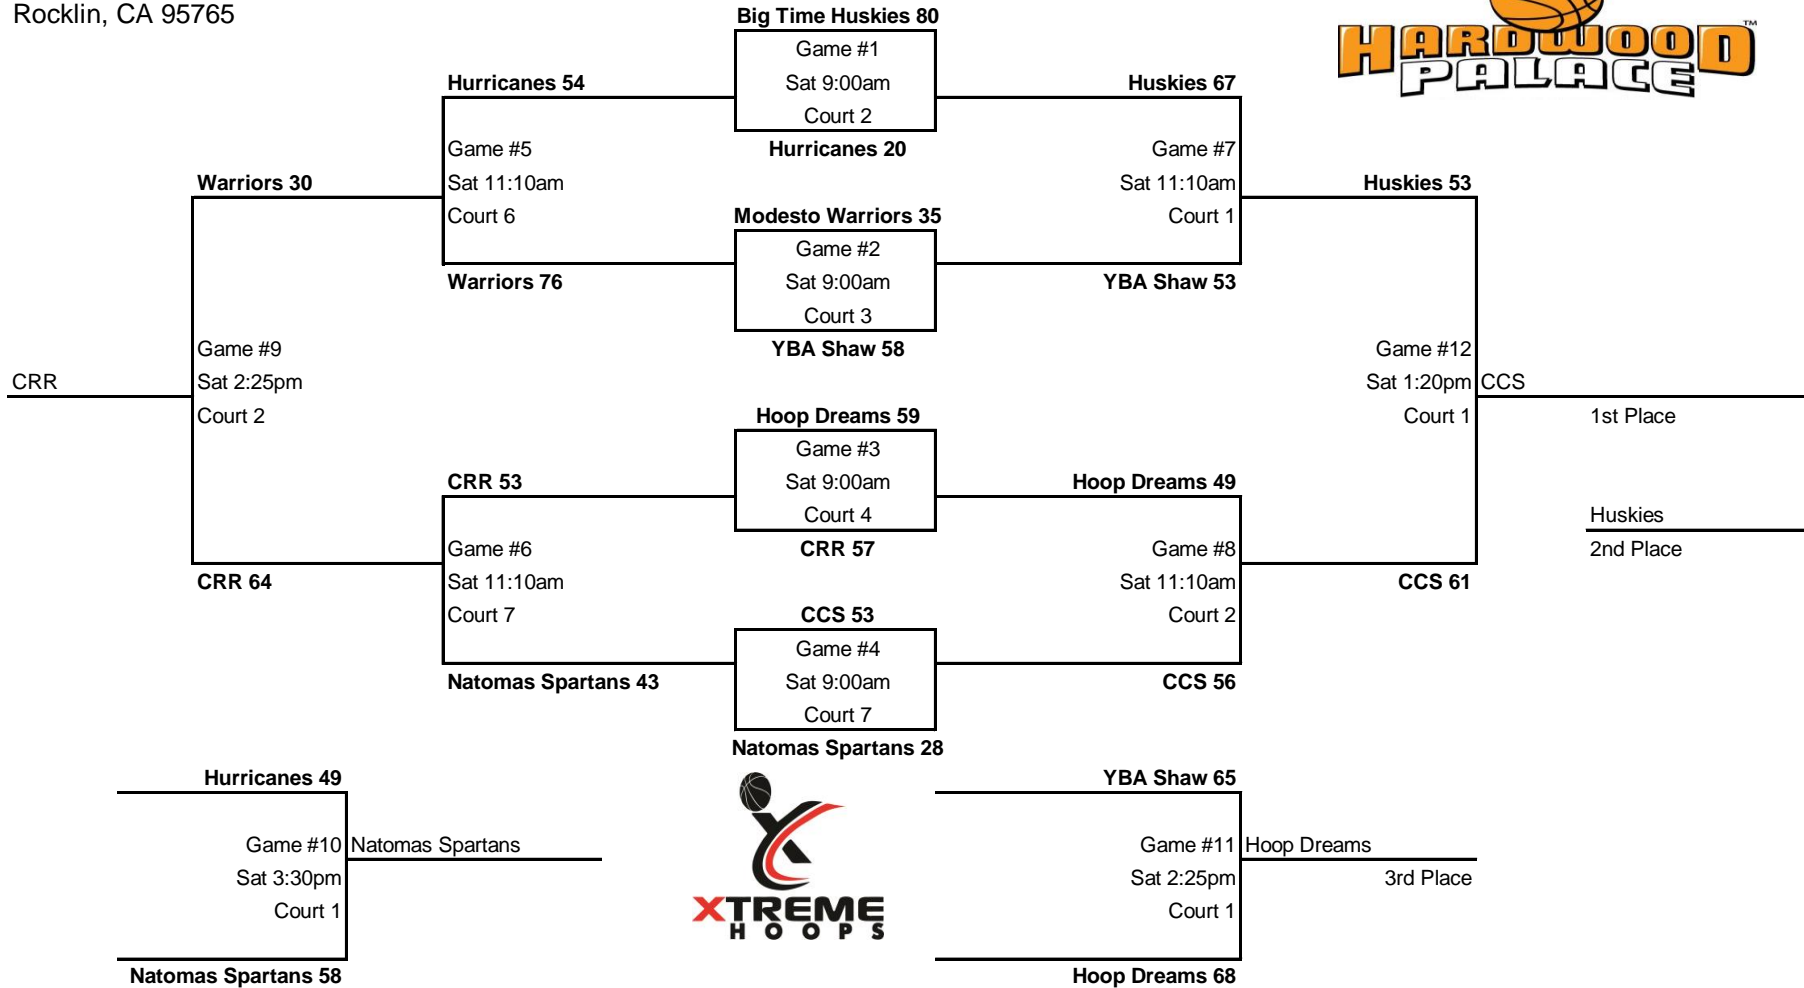 Rocklin, CA 95765
HARDWOOD PALACE™
Big Time Huskies 80
Game #1
Sat 9:00am
Court 2
Hurricanes 20
Hurricanes 54
Game #5
Sat 11:10am
Court 6
Warriors 76
Huskies 67
Game #7
Sat 11:10am
Court 1
YBA Shaw 53
Warriors 30
Game #9
Sat 2:25pm
Court 2
CRR 64
CRR
Modesto Warriors 35
Game #2
Sat 9:00am
Court 3
YBA Shaw 58
Huskies 53
Game #12
Sat 1:20pm
Court 1
CCS 61
CCS
1st Place
Huskies
2nd Place
Hoop Dreams 59
Game #3
Sat 9:00am
Court 4
CRR 57
CRR 53
Game #6
Sat 11:10am
Court 7
Natomas Spartans 43
Hoop Dreams 49
Game #8
Sat 11:10am
Court 2
CCS 56
CCS 53
Game #4
Sat 9:00am
Court 7
Natomas Spartans 28
Hurricanes 49
Game #10
Sat 3:30pm
Court 1
Natomas Spartans 58
Natomas Spartans
XTREME
HOOPS
YBA Shaw 65
Game #11
Sat 2:25pm
Court 1
Hoop Dreams 68
Hoop Dreams
3rd Place